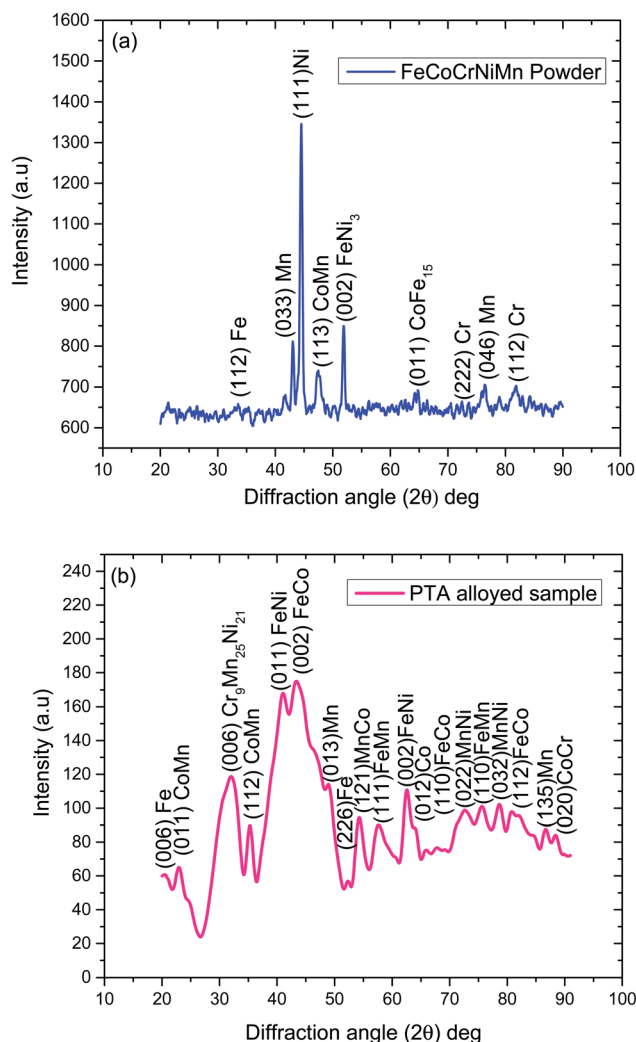 (a)
FeCoCrNiMn Powder
1600
1500
1400
1300
1200
1100
1000
900
800
700
600
Intensity (a.u)
(112) Fe
(033) Mn
(111)Ni
(113) CoMn
(002) FeNi₃
(011) CoFe₁₅
(222) Cr
(046) Mn
(112) Cr
10 20 30 40 50 60 70 80 90 100
Diffraction angle (2θ) deg
(b)
PTA alloyed sample
240
220
200
180
160
140
120
100
80
60
40
20
0
Intensity (a.u)
(006) Fe
(011) CoMn
(006) Cr₉Mn₂₅Ni₂₁
(112) CoMn
(011) FeNi
(002) FeCo
(013)Mn
(226)Fe
(121)MnCo
(111)FeMn
(002)FeNi
(012)Co
(110)FeCo
(022)MnNi
(110)FeMn
(032)MnNi
(112)FeCo
(135)Mn
(020)CoCr
10 20 30 40 50 60 70 80 90 100
Diffraction angle (2θ) deg